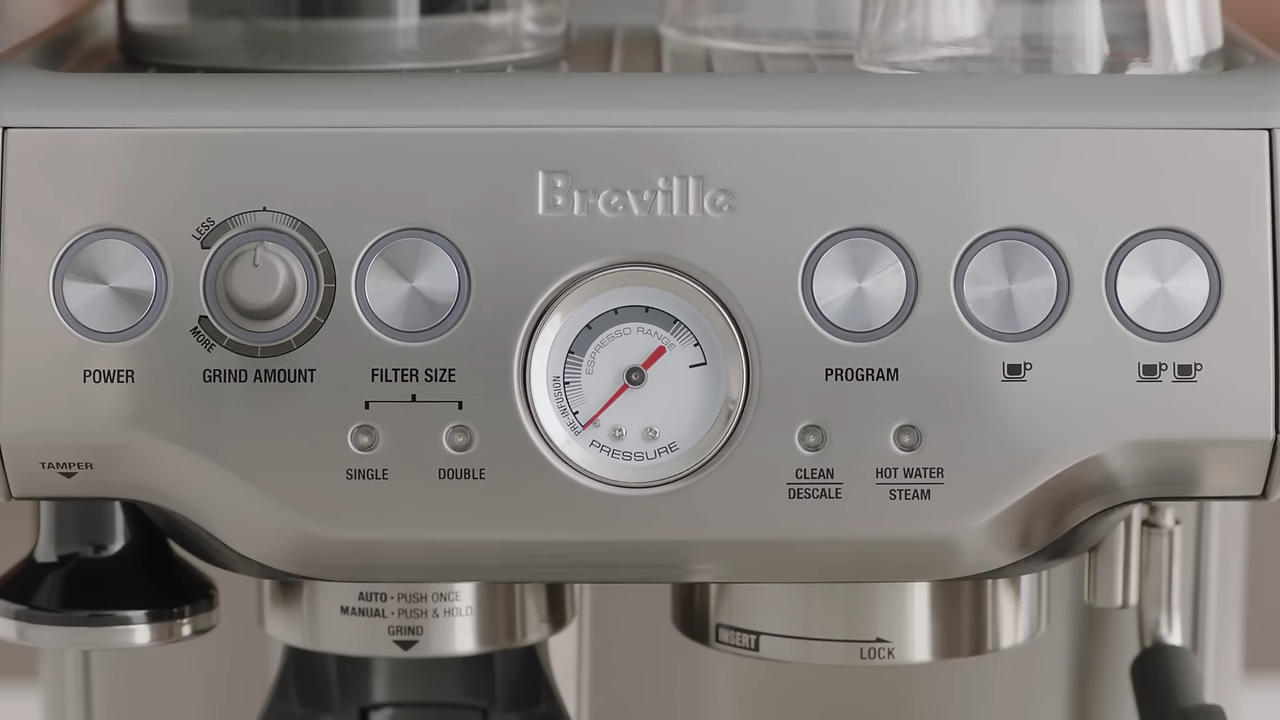 Breville
LESS
MORE
POWER
GRIND AMOUNT
FILTER SIZE
SINGLE
DOUBLE
TAMPER
ESPRESSO RANGE
PRE-INFUSION
PRESSURE
PROGRAM
CLEAN
DESCALE
HOT WATER
STEAM
AUTO • PUSH ONCE
MANUAL • PUSH & HOLD
GRIND
INSERT
LOCK